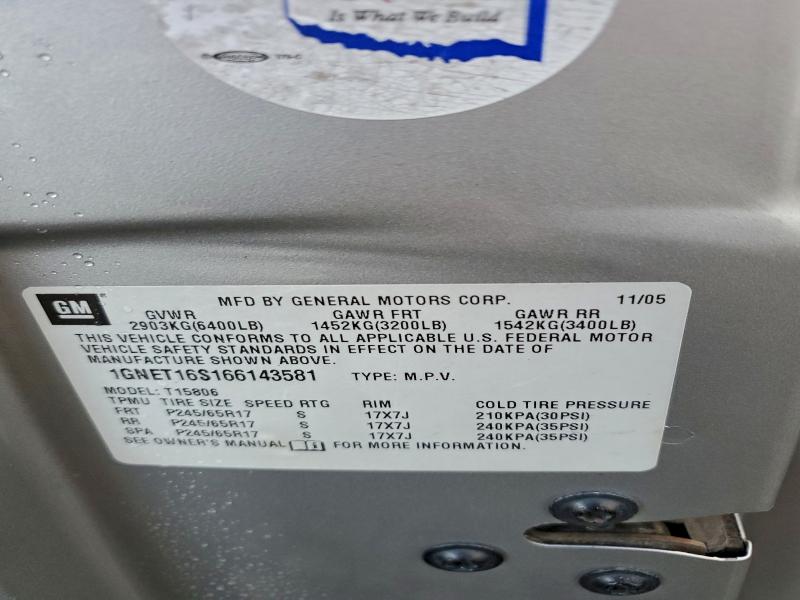 Is What We Build
GM
MFD BY GENERAL MOTORS CORP. 11/05
GVWR GAWR FRT GAWR RR
2903KG(6400LB) 1452KG(3200LB) 1542KG(3400LB)
THIS VEHICLE CONFORMS TO ALL APPLICABLE U.S. FEDERAL MOTOR
VEHICLE SAFETY STANDARDS IN EFFECT ON THE DATE OF
MANUFACTURE SHOWN ABOVE.
1GNET16S166143581 TYPE: M.P.V.
MODEL: T15806
TPMU TIRE SIZE SPEED RTG RIM COLD TIRE PRESSURE
FRT P245/65R17 S 17X7J 210KPA(30PSI)
RR P245/65R17 S 17X7J 240KPA(35PSI)
SPA P245/65R17 S 17X7J 240KPA(35PSI)
SEE OWNER'S MANUAL FOR MORE INFORMATION.